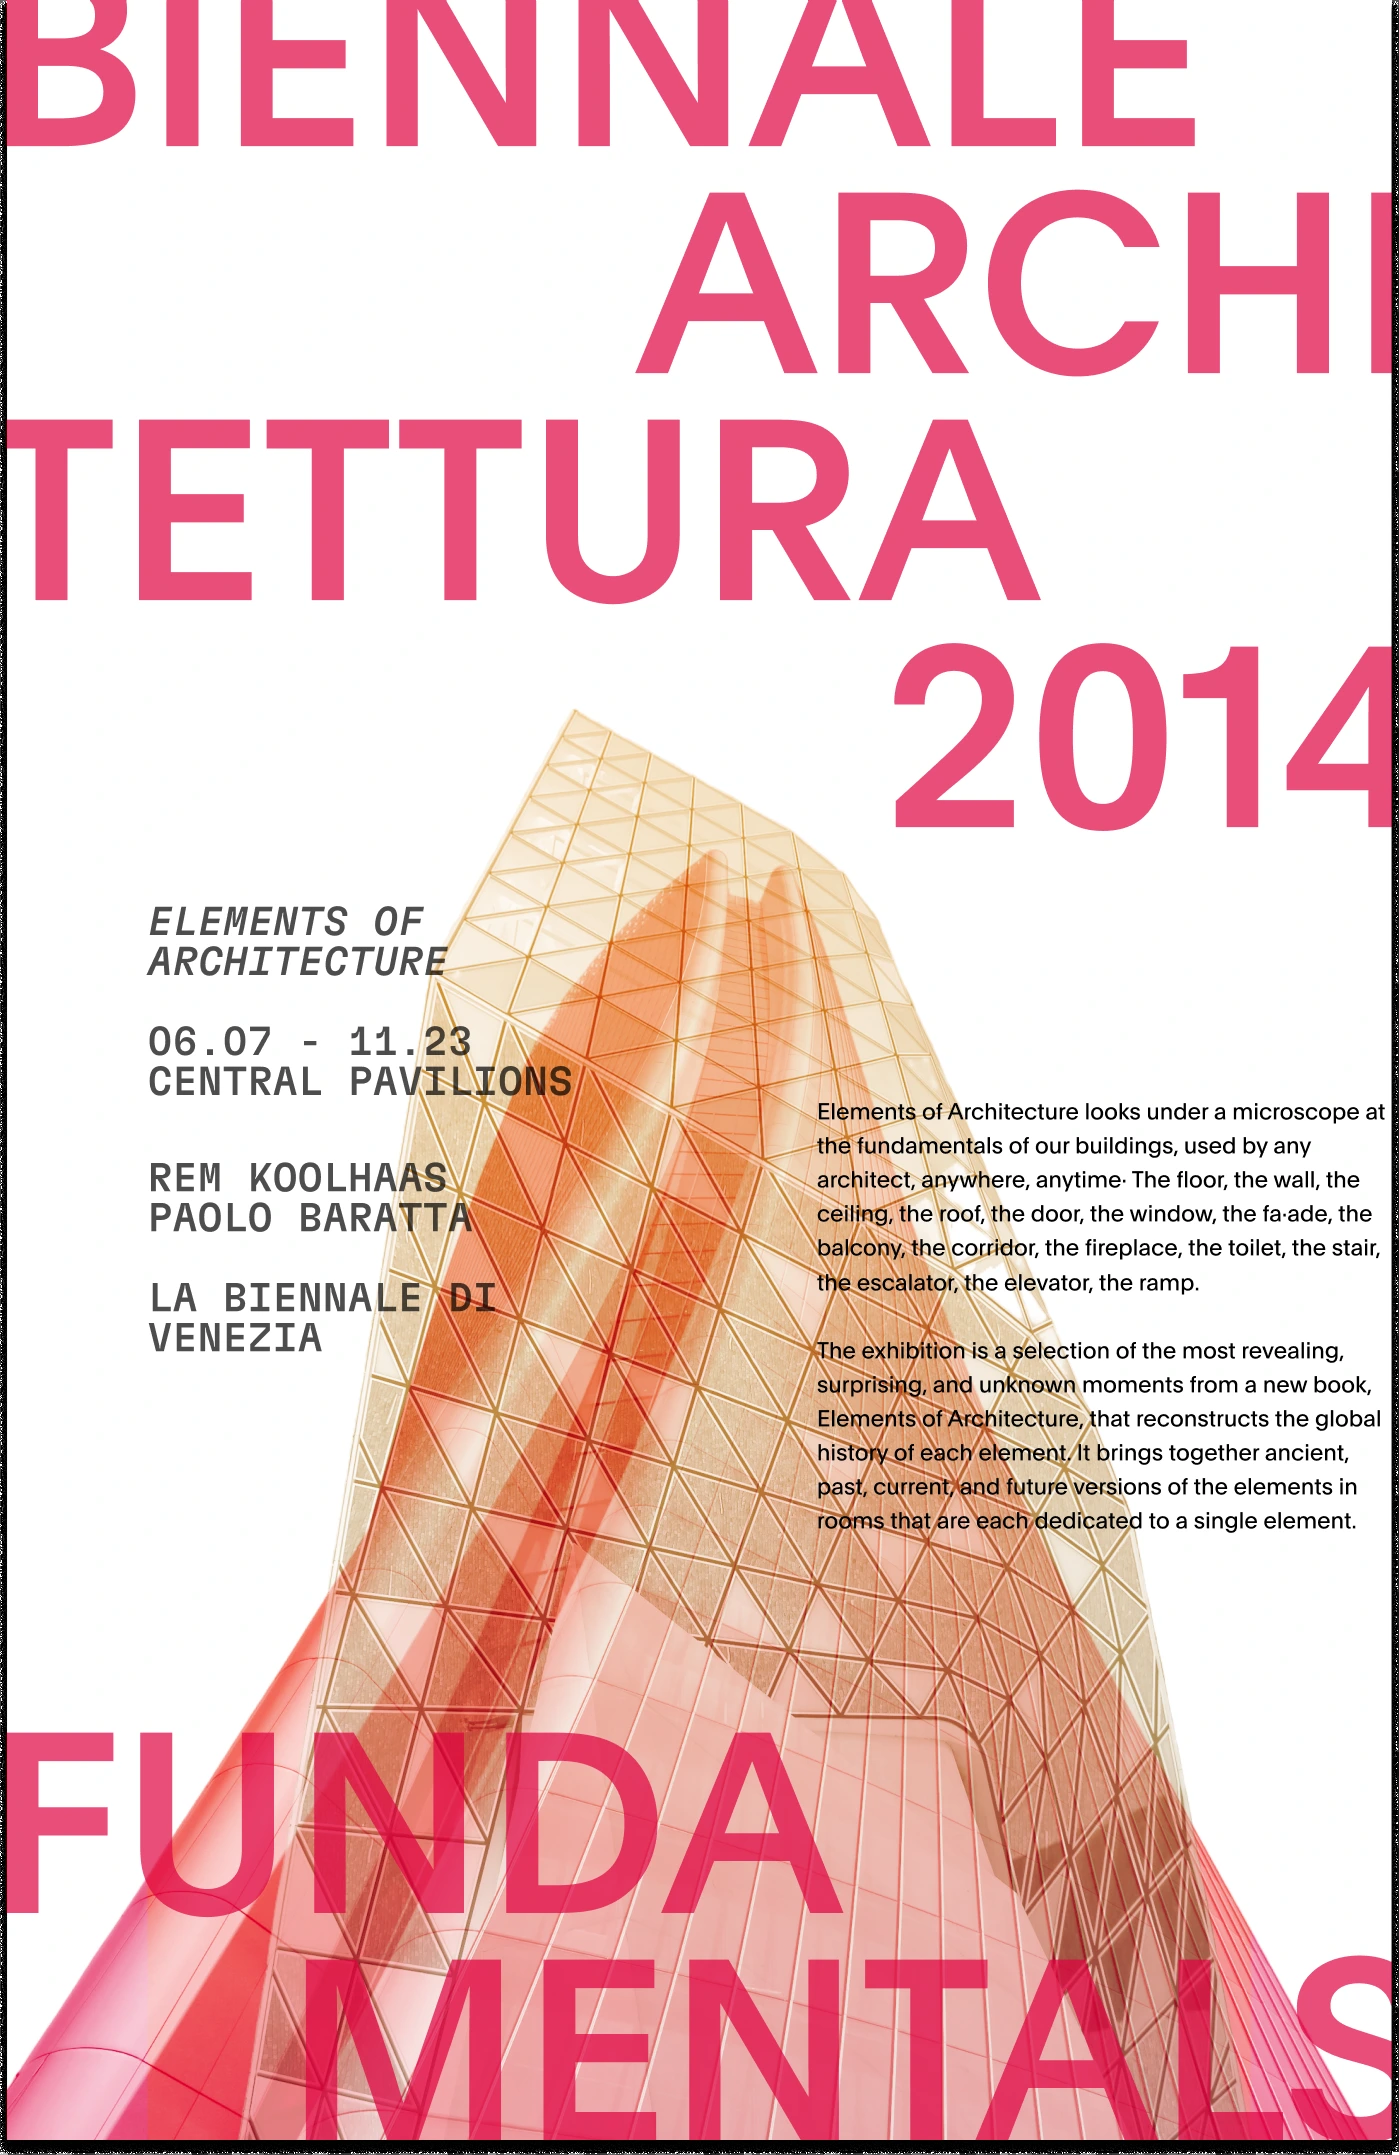 BIENNALE
ARCHI
TETTURA
2014
ELEMENTS OF
ARCHITECTURE
06.07 - 11.23
CENTRAL PAVILIONS
REM KOOLHAAS
PAOLO BARATTA
LA BIENNALE DI
VENEZIA
Elements of Architecture looks under a microscope at
the fundamentals of our buildings, used by any
architect, anywhere, anytime· The floor, the wall, the
ceiling, the roof, the door, the window, the fa·ade, the
balcony, the corridor, the fireplace, the toilet, the stair,
the escalator, the elevator, the ramp.
The exhibition is a selection of the most revealing,
surprising, and unknown moments from a new book,
Elements of Architecture, that reconstructs the global
history of each element. It brings together ancient,
past, current, and future versions of the elements in
rooms that are each dedicated to a single element.
FUNDA
MENTALS